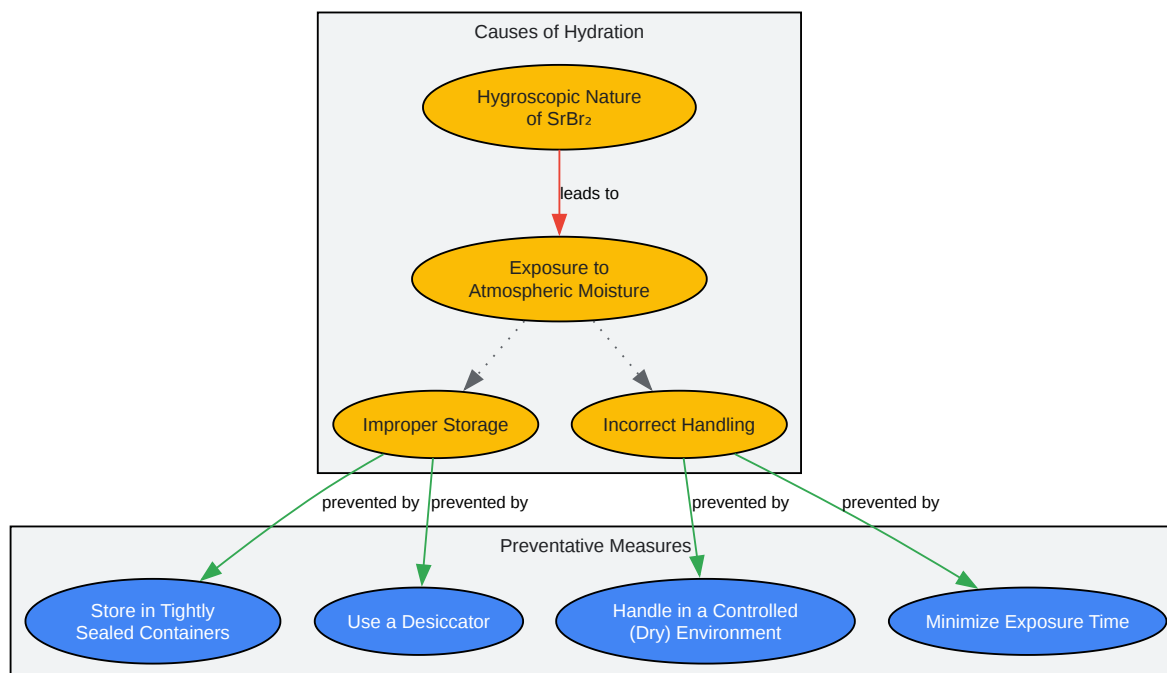 Causes of Hydration
Hygroscopic Nature
of SrBr₂
leads to
Exposure to
Atmospheric Moisture
Improper Storage
Incorrect Handling
prevented by
prevented by
prevented by
prevented by
Preventative Measures
Store in Tightly
Sealed Containers
Use a Desiccator
Handle in a Controlled
(Dry) Environment
Minimize Exposure Time